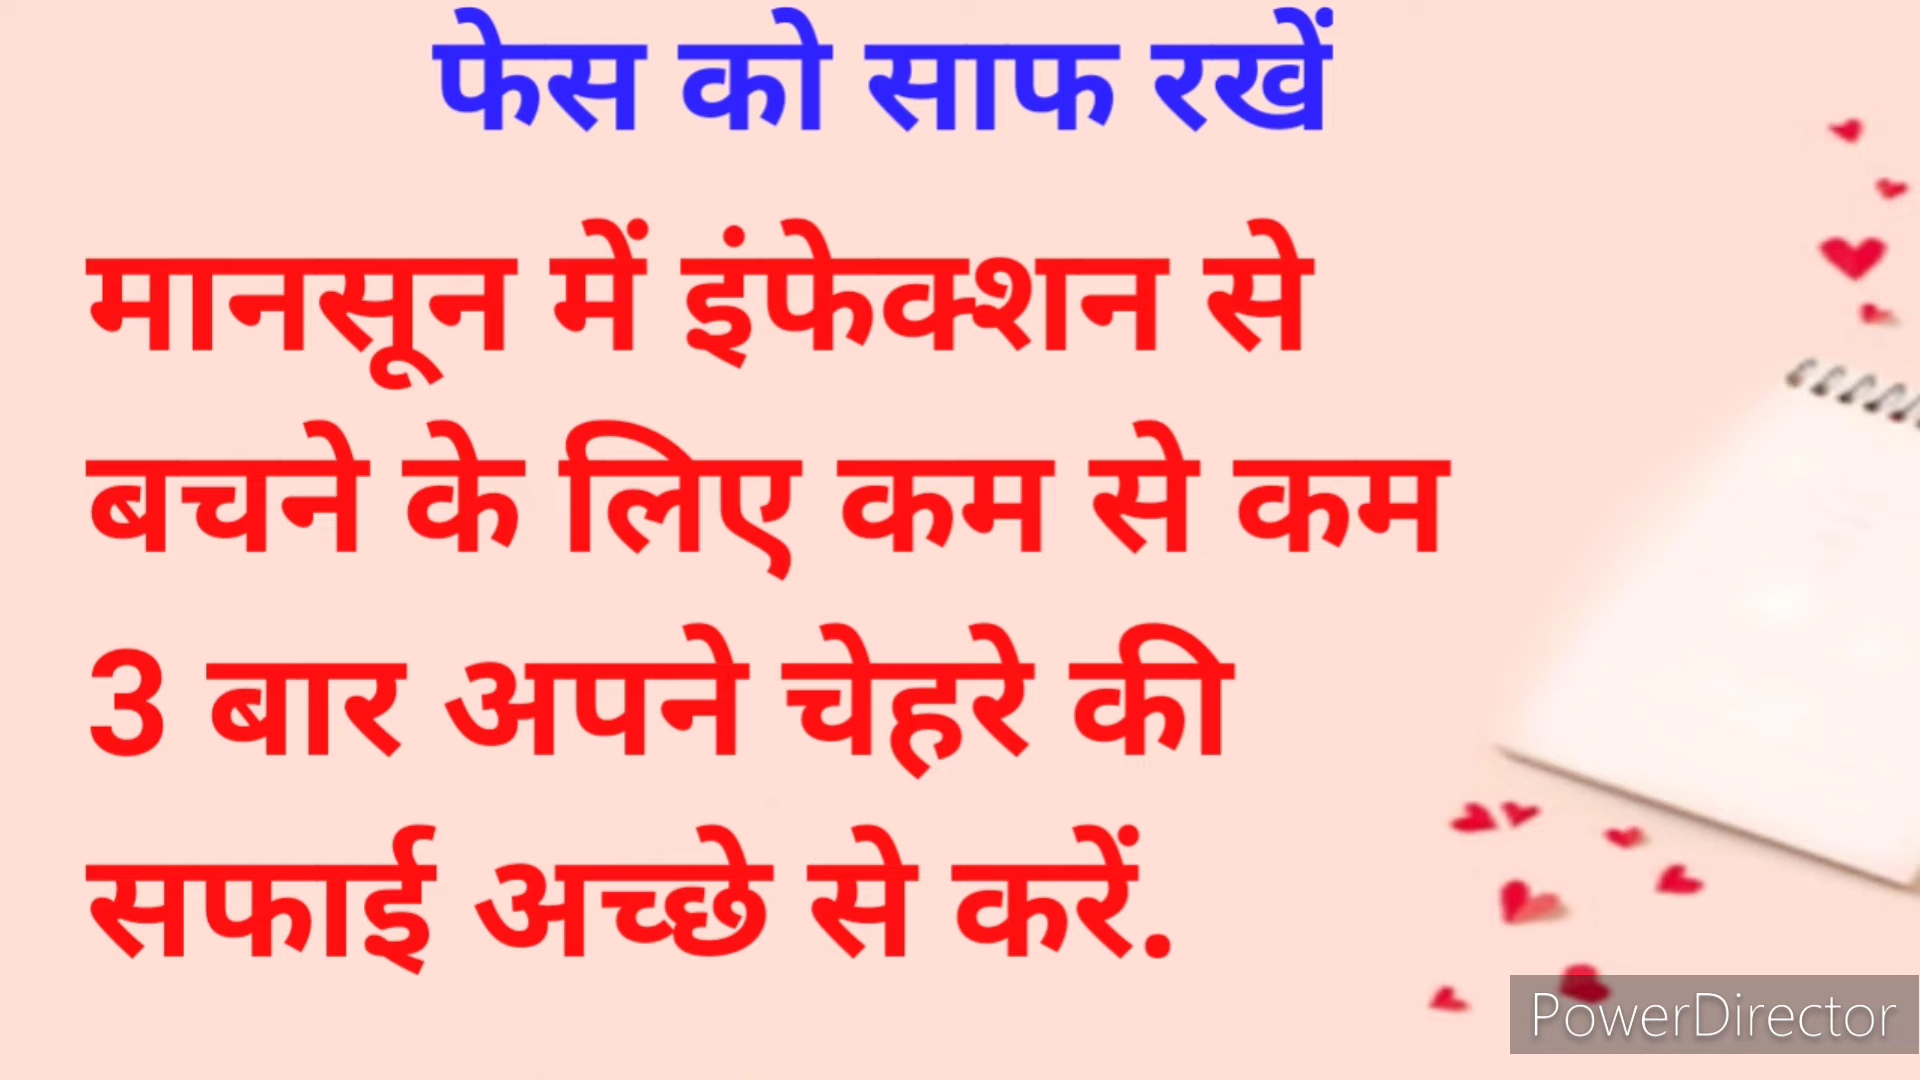 फेस को साफ रखें
मानसून में इंफेक्शन से
बचने के लिए कम से कम
3 बार अपने चेहरे की
सफाई अच्छे से करें.
PowerDirector